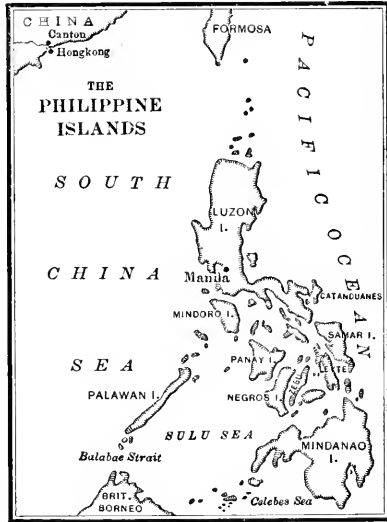 CHINA
Canton
Hongkong
FORMOSA
THE
PHILIPPINE
ISLANDS
PACIFIC OCEAN
SOUTH
CHINA
SEA
LUZON
I.
Manila
CATANDUANES
MINDORO I.
SAMAR I.
PANAY I.
LEYTE
CEBU
NEGROS I.
PALAWAN I.
SULU SEA
MINDANAO
I.
Balabac Strait
BRIT.
BORNEO
Celebes Sea